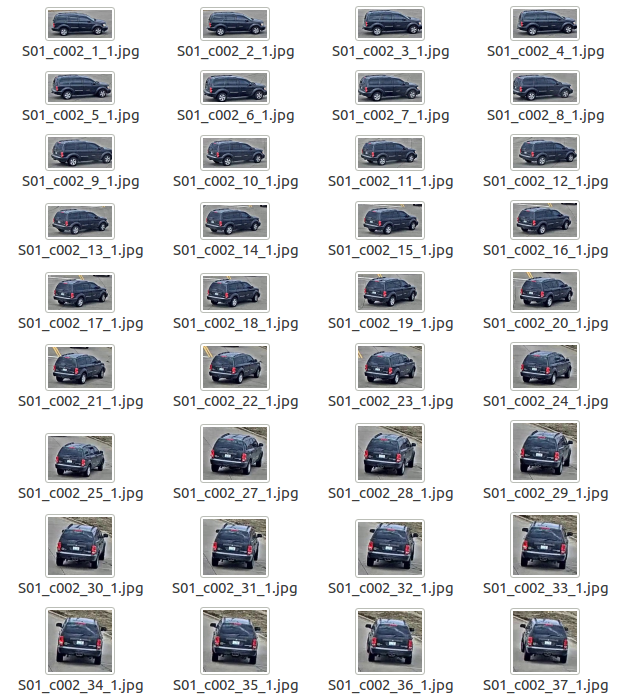 S01_c002_1_1.jpg S01_c002_2_1.jpg S01_c002_3_1.jpg S01_c002_4_1.jpg
S01_c002_5_1.jpg S01_c002_6_1.jpg S01_c002_7_1.jpg S01_c002_8_1.jpg
S01_c002_9_1.jpg S01_c002_10_1.jpg S01_c002_11_1.jpg S01_c002_12_1.jpg
S01_c002_13_1.jpg S01_c002_14_1.jpg S01_c002_15_1.jpg S01_c002_16_1.jpg
S01_c002_17_1.jpg S01_c002_18_1.jpg S01_c002_19_1.jpg S01_c002_20_1.jpg
S01_c002_21_1.jpg S01_c002_22_1.jpg S01_c002_23_1.jpg S01_c002_24_1.jpg
S01_c002_25_1.jpg S01_c002_27_1.jpg S01_c002_28_1.jpg S01_c002_29_1.jpg
S01_c002_30_1.jpg S01_c002_31_1.jpg S01_c002_32_1.jpg S01_c002_33_1.jpg
S01_c002_34_1.jpg S01_c002_35_1.jpg S01_c002_36_1.jpg S01_c002_37_1.jpg